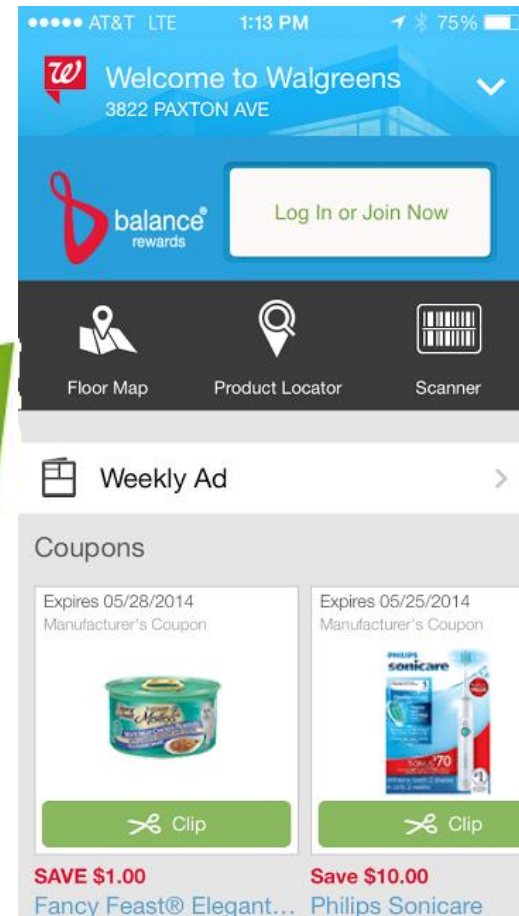 AT&T LTE 1:13 PM 75%
Welcome to Walgreens
3822 PAXTON AVE
balance®
rewards
Log In or Join Now
Floor Map Product Locator Scanner
Weekly Ad
Coupons
Expires 05/28/2014
Manufacturer's Coupon
Expires 05/25/2014
Manufacturer's Coupon
PHILIPS
sonicare
Clip
Clip
SAVE $1.00
Fancy Feast® Elegant...
Save $10.00
Philips Sonicare